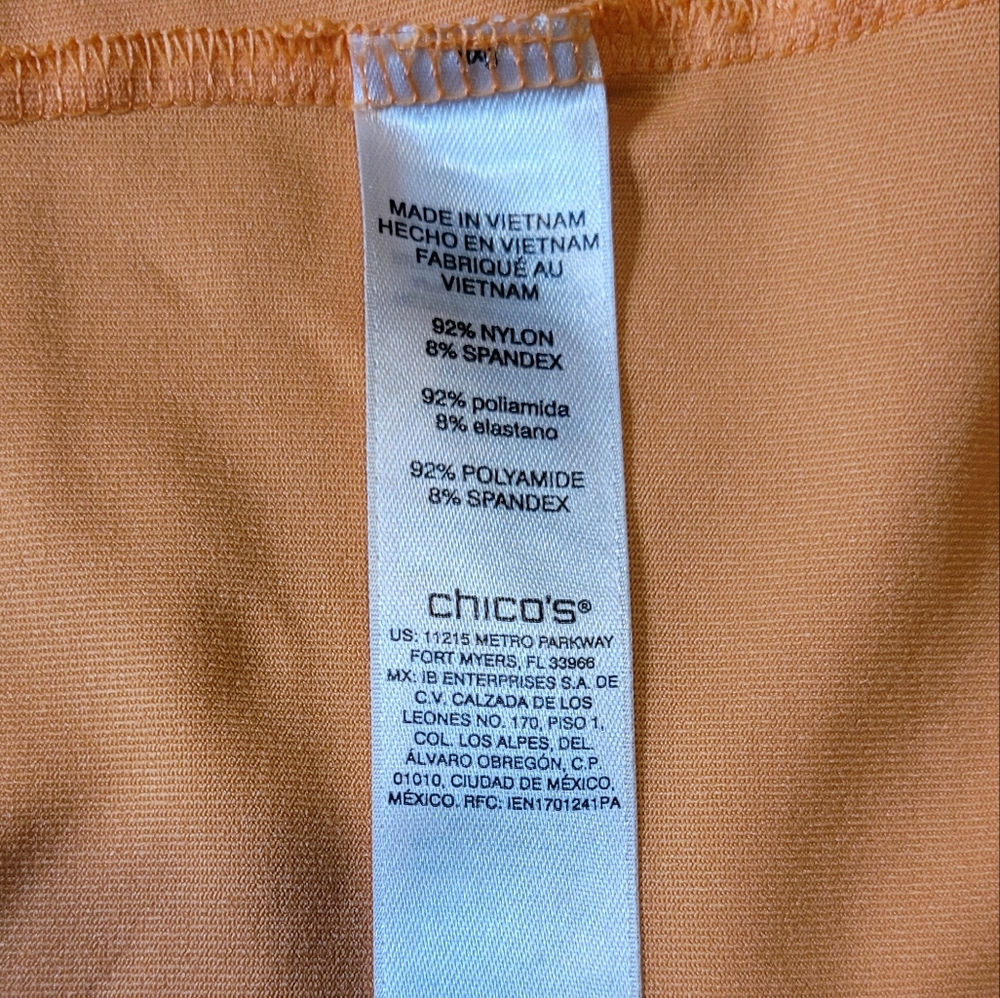 MADE IN VIETNAM
HECHO EN VIETNAM
FABRIQUÉ AU
VIETNAM
92% NYLON
8% SPANDEX
92% poliamida
8% elastano
92% POLYAMIDE
8% SPANDEX
chico's®
US: 11215 METRO PARKWAY
FORT MYERS, FL 33966
MX: IB ENTERPRISES S.A. DE
C.V. CALZADA DE LOS
LEONES NO. 170, PISO 1,
COL. LOS ALPES, DEL.
ÁLVARO OBREGÓN, C.P.
01010, CIUDAD DE MÉXICO,
MÉXICO. RFC: IEN1701241PA